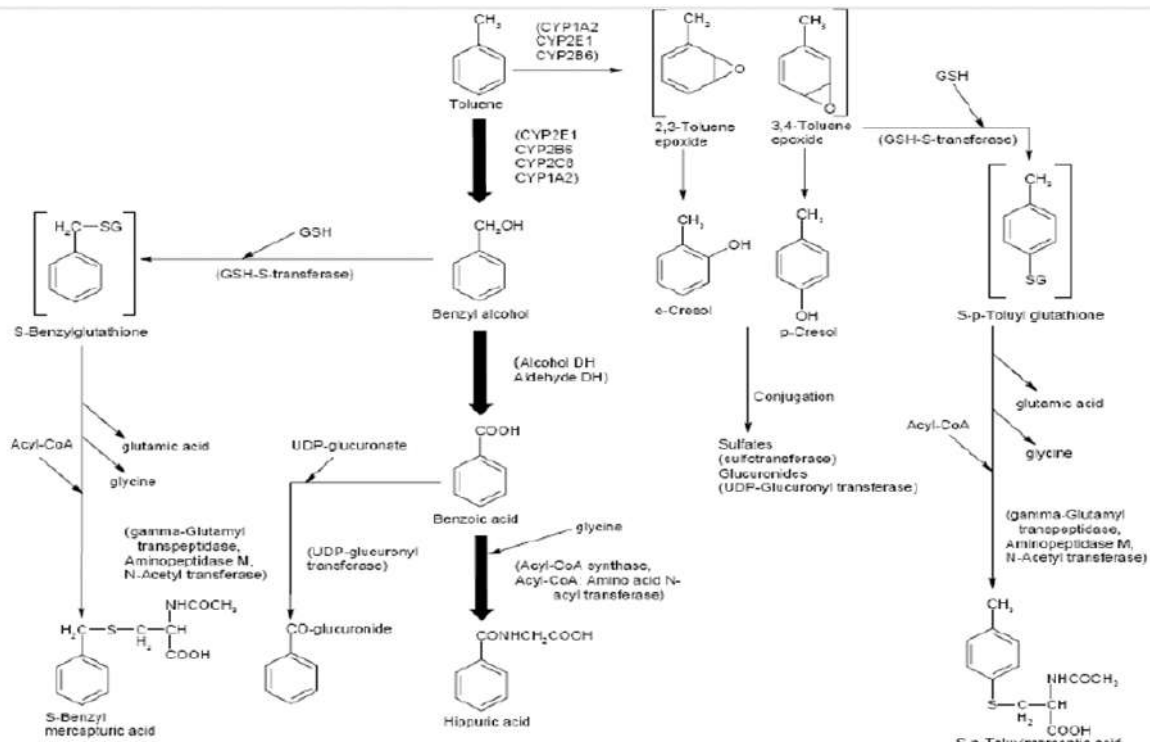 CH3
(CYP1A2
CYP2E1
CYP2B6)
Toluene
CH3
O
2,3-Toluene
epoxide
CH3
O
3,4-Toluene
epoxide
GSH
(GSH-S-transferase)
(CYP2E1
CYP2B6
CYP2C8
CYP1A2)
H2C—SG
S-Benzylglutathione
GSH
(GSH-S-transferase)
CH2OH
Benzyl alcohol
CH3
OH
o-Cresol
CH3
OH
p-Cresol
CH3
SG
S-p-Toluyl glutathione
(Alcohol DH
Aldehyde DH)
Conjugation
Sulfates
(sulfotransferase)
Glucuronides
(UDP-Glucuronyl transferase)
Acyl-CoA
glutamic acid
glycine
(gamma-Glutamyl
transpeptidase,
Aminopeptidase M,
N-Acetyl transferase)
UDP-glucuronate
COOH
Benzoic acid
(UDP-glucuronyl
transferase)
glycine
(Acyl-CoA synthase,
Acyl-CoA: Amino acid N-
acyl transferase)
glutamic acid
Acyl-CoA
glycine
(gamma-Glutamyl
transpeptidase,
Aminopeptidase M,
N-Acetyl transferase)
NHCOCH3
H2C—S—C—CH
H2
COOH
S-Benzyl
mercapturic acid
CO-glucuronide
CONHCH2COOH
Hippuric acid
CH3
NHCOCH3
S—C—CH
H2
COOH